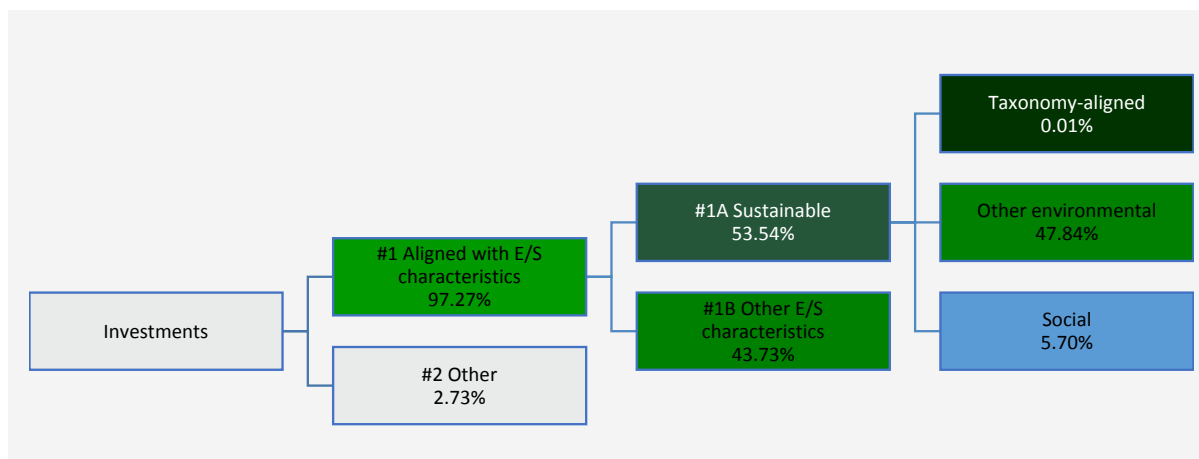 Investments
#1 Aligned with E/S
characteristics
97.27%
#2 Other
2.73%
#1A Sustainable
53.54%
#1B Other E/S
characteristics
43.73%
Taxonomy-aligned
0.01%
Other environmental
47.84%
Social
5.70%